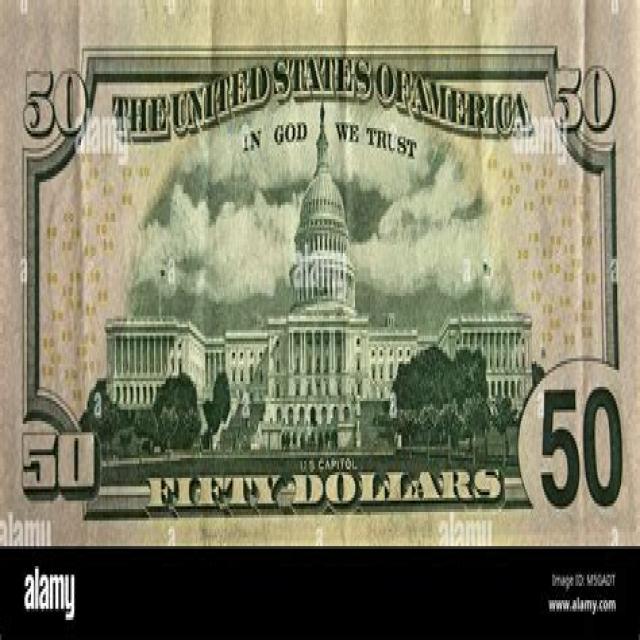 50 THE UNITED STATES OF AMERICA 50
IN GOD WE TRUST
U.S. CAPITOL
50 FIFTY DOLLARS 50
alamy
Image ID: M5GADT
www.alamy.com